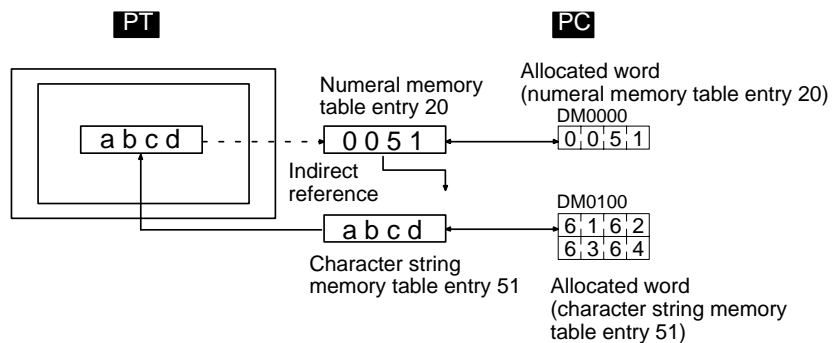 PT
PC
Numeral memory
table entry 20
Allocated word
(numeral memory table entry 20)
DM0000
a b c d
0 0 5 1
0 0 5 1
Indirect
reference
DM0100
a b c d
6 1 6 2
6 3 6 4
Character string
memory table entry 51
Allocated word
(character string memory
table entry 51)